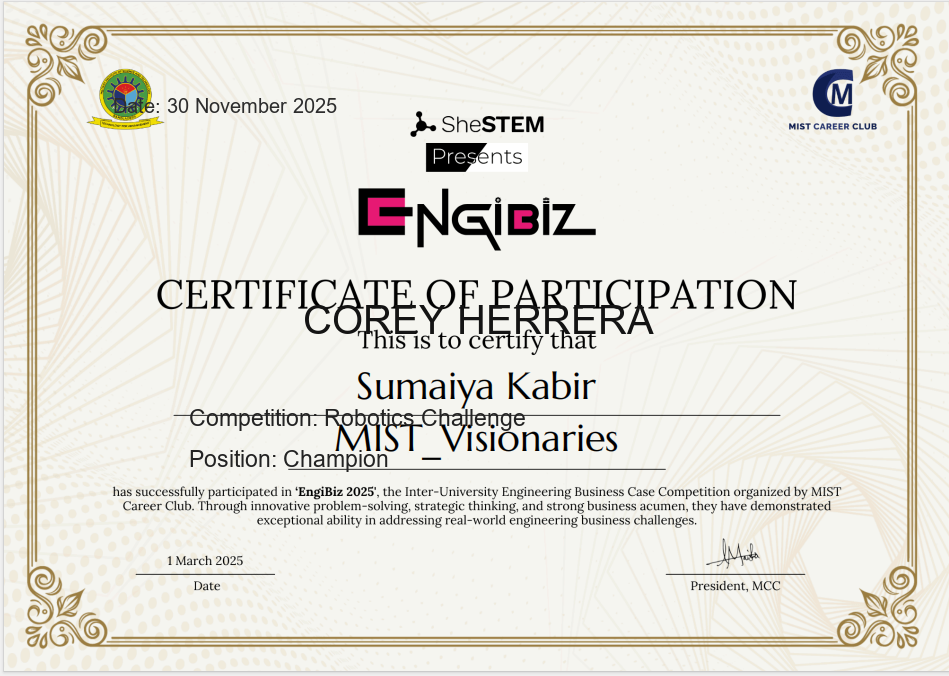 Date: 30 November 2025
SheSTEM
MIST CAREER CLUB
Presents
ENGIBIZ
CERTIFICATE OF PARTICIPATION
COREY HERRERA
This is to certify that
Sumaiya Kabir
Competition: Robotics Challenge
MIST_Visionaries
Position: Champion
has successfully participated in 'EngiBiz 2025', the Inter-University Engineering Business Case Competition organized by MIST
Career Club. Through innovative problem-solving, strategic thinking, and strong business acumen, they have demonstrated
exceptional ability in addressing real-world engineering business challenges.
1 March 2025
Date
President, MCC